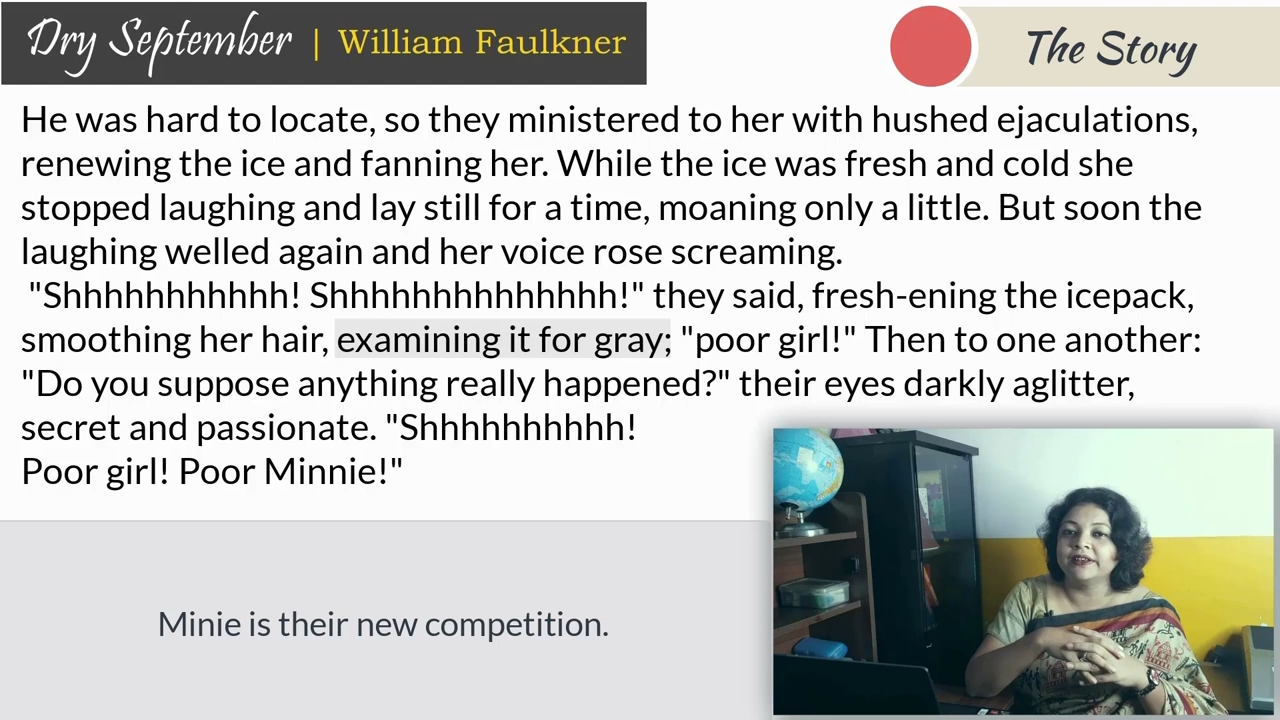 Dry September | William Faulkner
The Story
He was hard to locate, so they ministered to her with hushed ejaculations,
renewing the ice and fanning her. While the ice was fresh and cold she
stopped laughing and lay still for a time, moaning only a little. But soon the
laughing welled again and her voice rose screaming.
"Shhhhhhhhhhh! Shhhhhhhhhhhhhh!" they said, fresh-ening the icepack,
smoothing her hair, examining it for gray; "poor girl!" Then to one another:
"Do you suppose anything really happened?" their eyes darkly aglitter,
secret and passionate. "Shhhhhhhhhh!
Poor girl! Poor Minnie!"
Minie is their new competition.